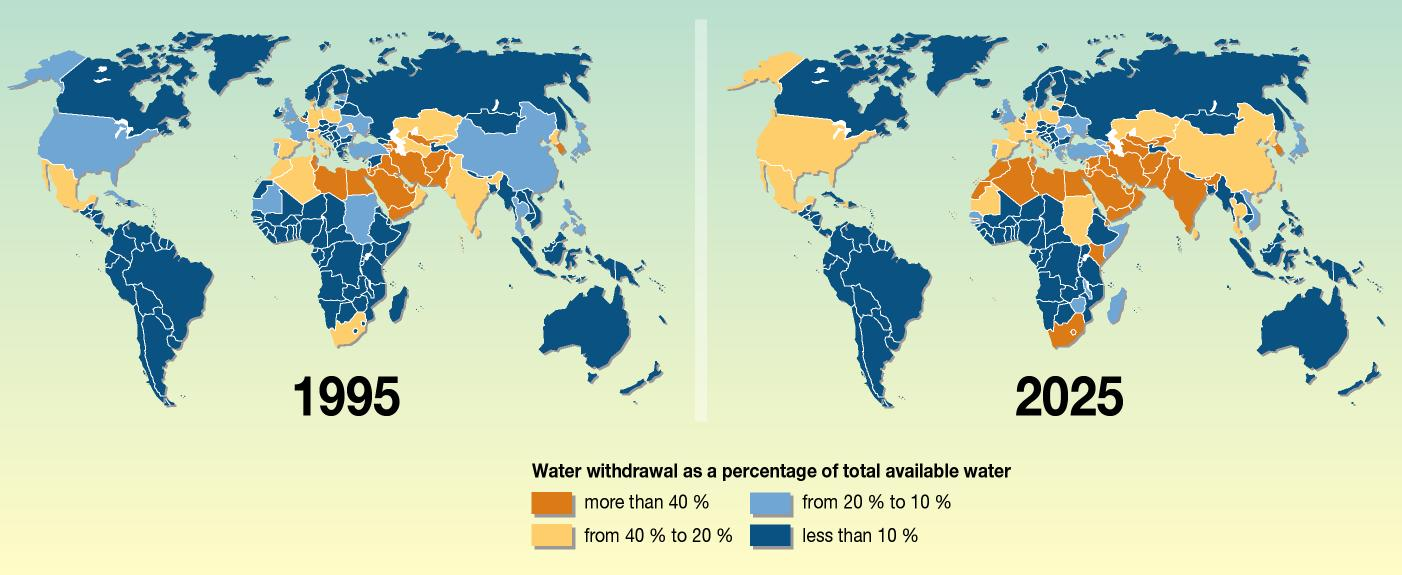 1995
2025
Water withdrawal as a percentage of total available water
more than 40 %
from 20 % to 10 %
from 40 % to 20 %
less than 10 %